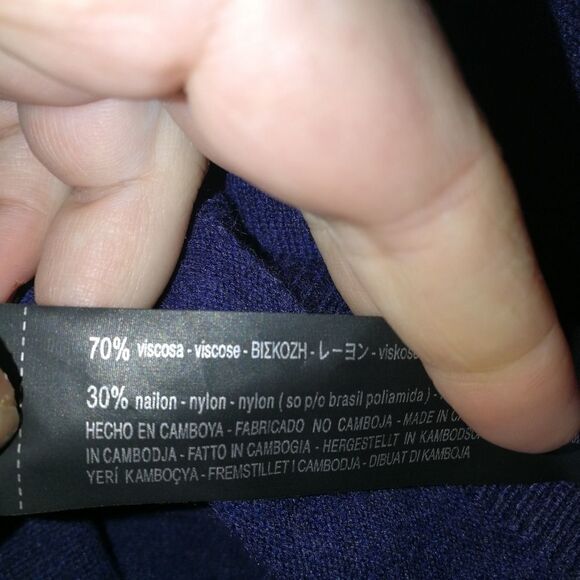 70% viscosa - viscose - ΒΙΣΚΟΖΗ - レーヨン - viskose
30% nailon - nylon - nylon ( so p/o brasil poliamida ) -
HECHO EN CAMBOYA - FABRICADO NO CAMBOJA - MADE IN
IN CAMBODJA - FATTO IN CAMBOGIA - HERGESTELLT IN KAMBODSC
YERİ KAMBOÇYA - FREMSTILLET I CAMBODJA - DIBUAT DI KAMBOJA